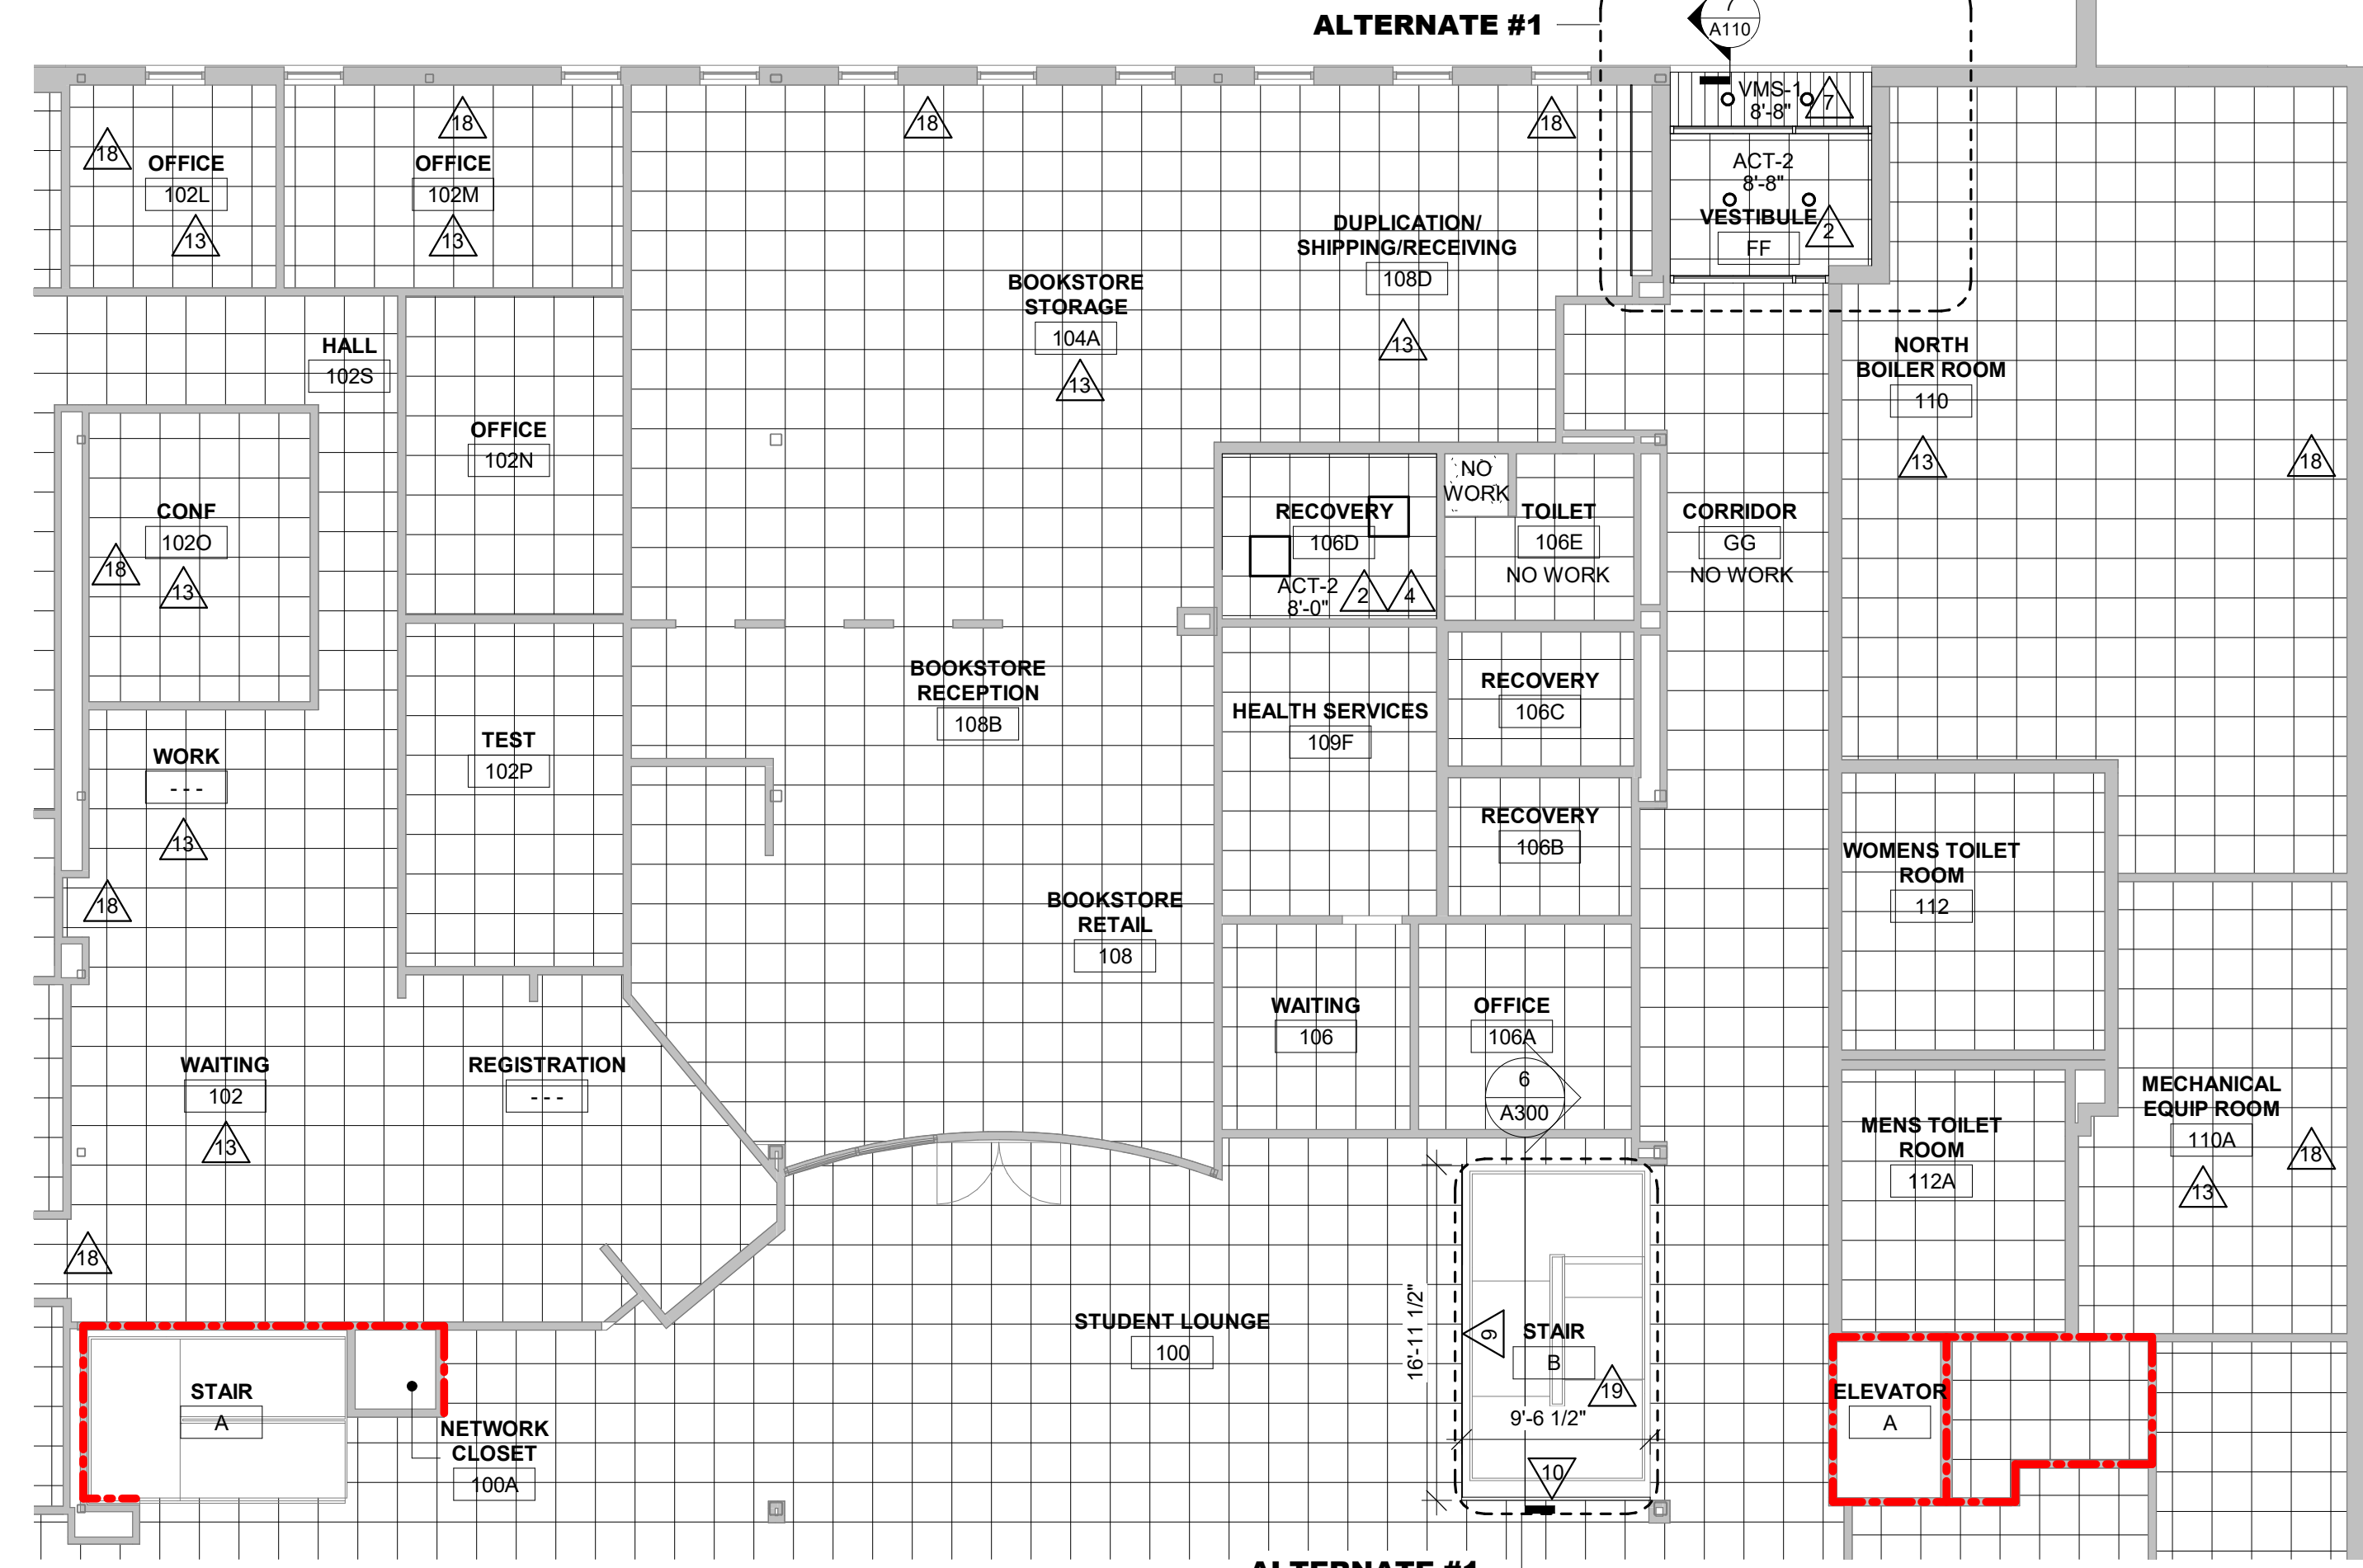 ALTERNATE #1
7
A110
VMS-1
8'-8"
7
ACT-2
8'-8"
VESTIBULE
FF
2
18
OFFICE
102L
13
18
OFFICE
102M
13
18
18
DUPLICATION/
SHIPPING/RECEIVING
108D
13
BOOKSTORE
STORAGE
104A
13
HALL
102S
NORTH
BOILER ROOM
110
13
18
OFFICE
102N
CONF
102O
18
13
RECOVERY
106D
ACT-2
8'-0"
2
4
NO
WORK
TOILET
106E
NO WORK
CORRIDOR
GG
NO WORK
BOOKSTORE
RECEPTION
108B
HEALTH SERVICES
109F
RECOVERY
106C
TEST
102P
WORK
---
13
18
RECOVERY
106B
WOMENS TOILET
ROOM
112
BOOKSTORE
RETAIL
108
WAITING
106
OFFICE
106A
6
A300
WAITING
102
13
REGISTRATION
---
MENS TOILET
ROOM
112A
MECHANICAL
EQUIP ROOM
110A
13
18
18
STUDENT LOUNGE
100
16'-11 1/2"
9
STAIR
B
19
9'-6 1/2"
10
STAIR
A
NETWORK
CLOSET
100A
ELEVATOR
A
ALTERNATE #1